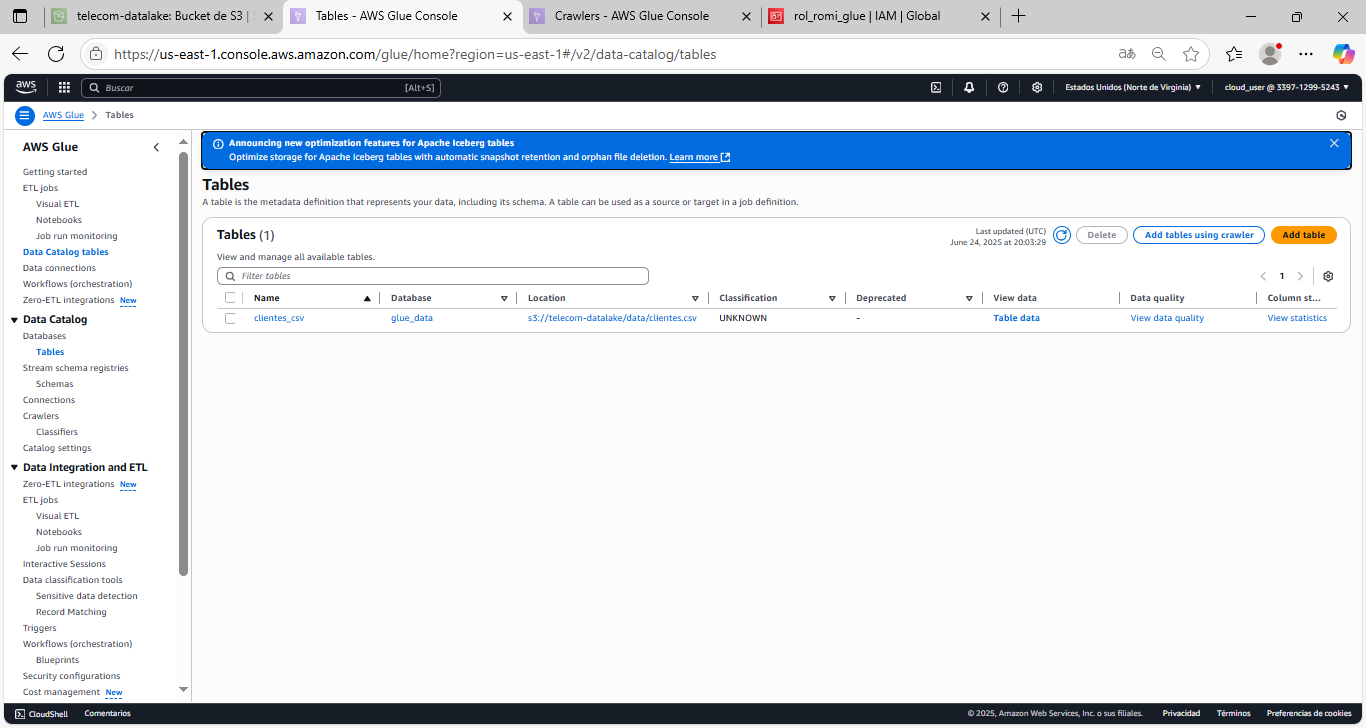 telecom-datalake: Bucket de S3 |
Tables - AWS Glue Console
Crawlers - AWS Glue Console
rol_romi_glue | IAM | Global
https://us-east-1.console.aws.amazon.com/glue/home?region=us-east-1#/v2/data-catalog/tables
aws
Buscar
[Alt+S]
Estados Unidos (Norte de Virginia)
cloud_user @ 3397-1299-5243
AWS Glue
Tables
AWS Glue
Getting started
ETL jobs
Visual ETL
Notebooks
Job run monitoring
Data Catalog tables
Data connections
Workflows (orchestration)
Zero-ETL integrations New
Data Catalog
Databases
Tables
Stream schema registries
Schemas
Connections
Crawlers
Classifiers
Catalog settings
Data Integration and ETL
Zero-ETL integrations New
ETL jobs
Visual ETL
Notebooks
Job run monitoring
Interactive Sessions
Data classification tools
Sensitive data detection
Record Matching
Triggers
Workflows (orchestration)
Blueprints
Security configurations
Cost management New
Announcing new optimization features for Apache Iceberg tables
Optimize storage for Apache Iceberg tables with automatic snapshot retention and orphan file deletion. Learn more
Tables
A table is the metadata definition that represents your data, including its schema. A table can be used as a source or target in a job definition.
Tables (1)
Last updated (UTC)
June 24, 2025 at 20:03:29
Delete
Add tables using crawler
Add table
View and manage all available tables.
Filter tables
1
Name Database Location Classification Deprecated View data Data quality Column st...
clientes_csv glue_data s3://telecom-datalake/data/clientes.csv UNKNOWN - Table data View data quality View statistics
CloudShell
Comentarios
© 2025, Amazon Web Services, Inc. o sus filiales.
Privacidad
Términos
Preferencias de cookies